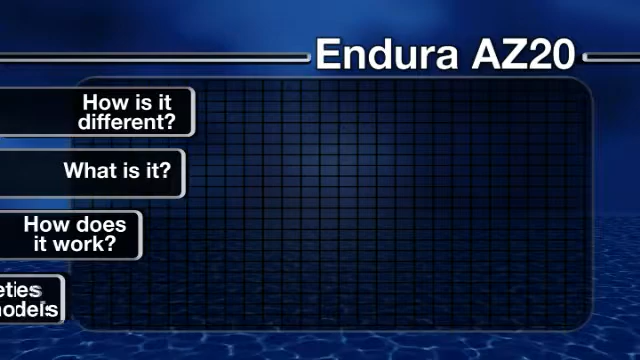 Endura AZ20
How is it
different?
What is it?
How does
it work?